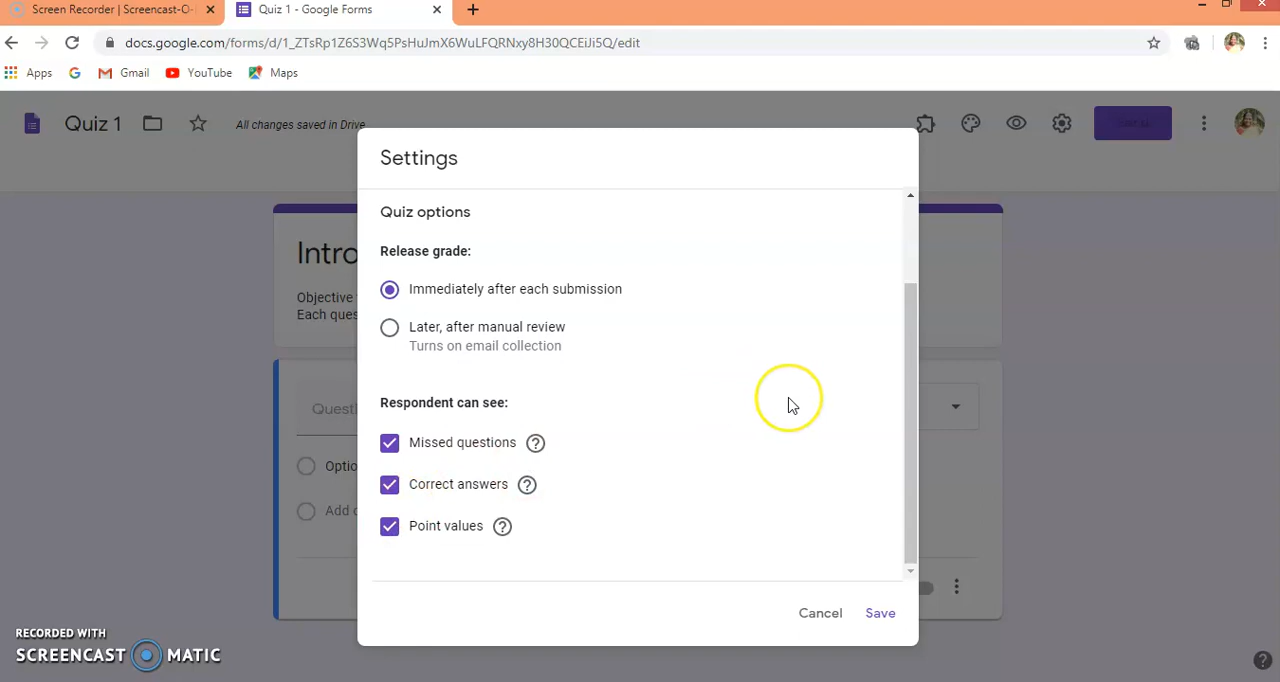 Screen Recorder | Screencast-O-
Quiz 1 - Google Forms
docs.google.com/forms/d/1_ZTsRp1Z6S3Wq5PsHuJmX6WuLFQRNxy8H30QCEiJi5Q/edit
Apps
Gmail
YouTube
Maps
Quiz 1
All changes saved in Drive
Settings
Quiz options
Release grade:
Immediately after each submission
Later, after manual review
Turns on email collection
Respondent can see:
Missed questions
Correct answers
Point values
Cancel
Save
Intro
Objective
Each ques
Questi
Optio
Add o
RECORDED WITH
SCREENCAST MATIC